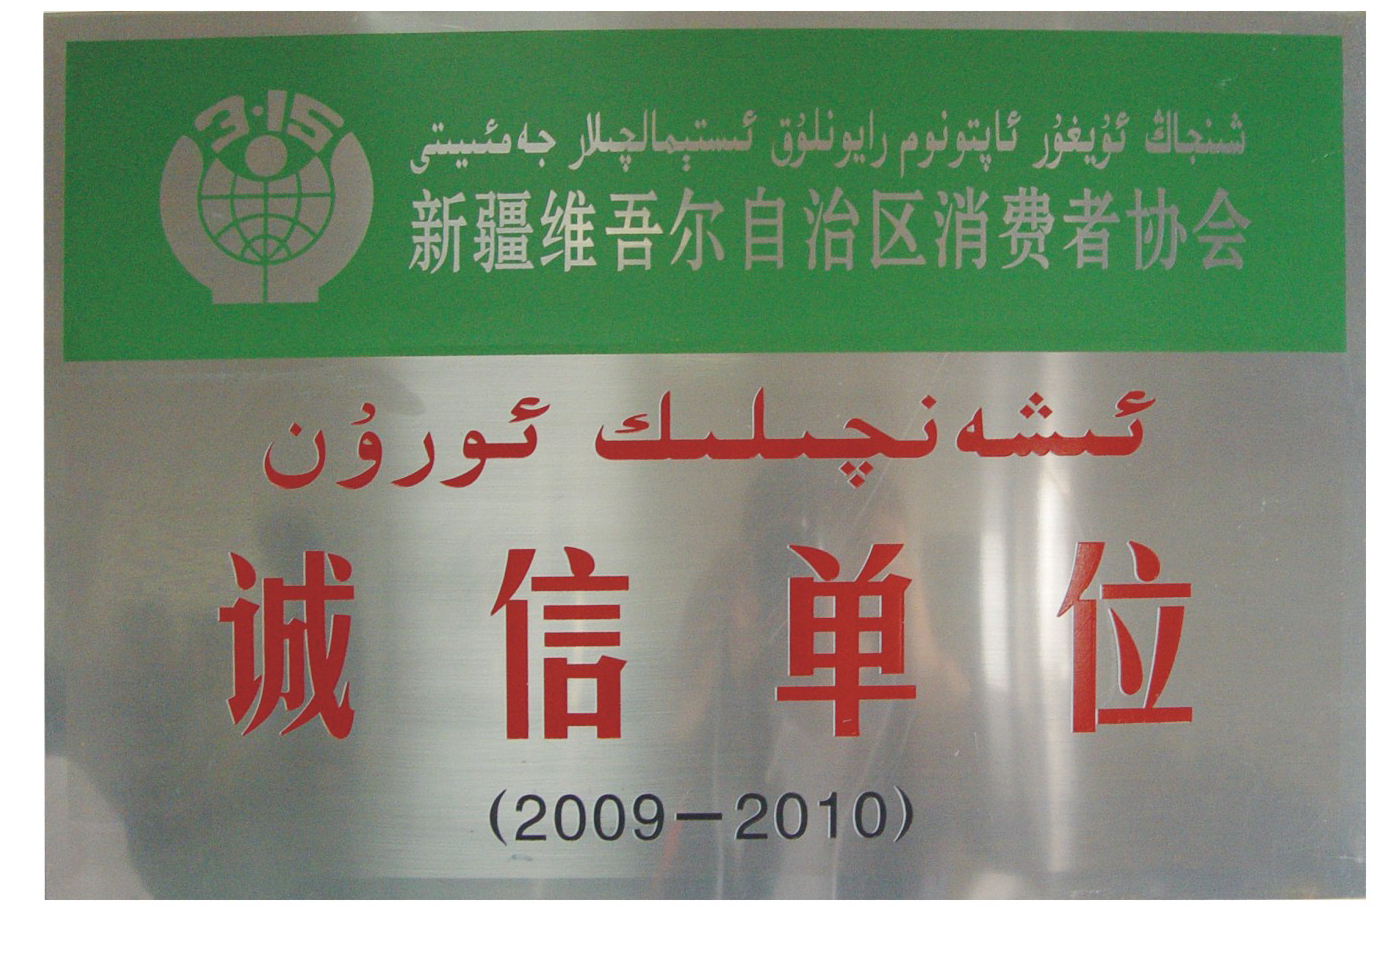 3·15
شىنجاڭ ئۇيغۇر ئاپتونوم رايونلۇق ئىستېمالچىلار جەمئىيىتى
新疆维吾尔自治区消费者协会
ئىشەنچىلىك ئورۇن
诚信单位
(2009－2010)